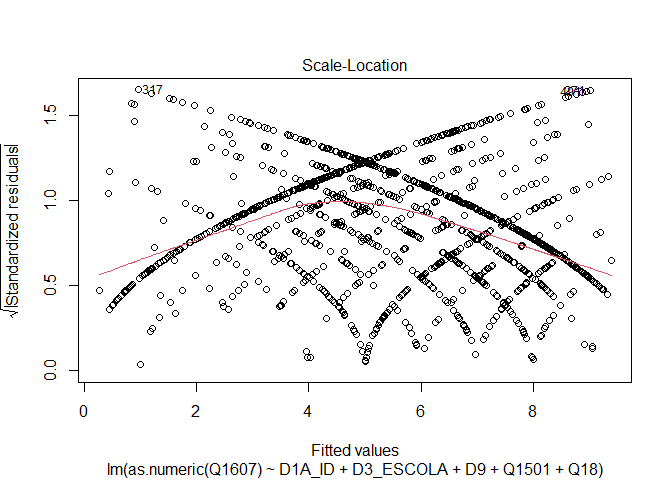 Scale-Location
√|Standardized residuals|
1.5
1.0
0.5
0.0
317
271
0
2
4
6
8
Fitted values
lm(as.numeric(Q1607) ~ D1A_ID + D3_ESCOLA + D9 + Q1501 + Q18)